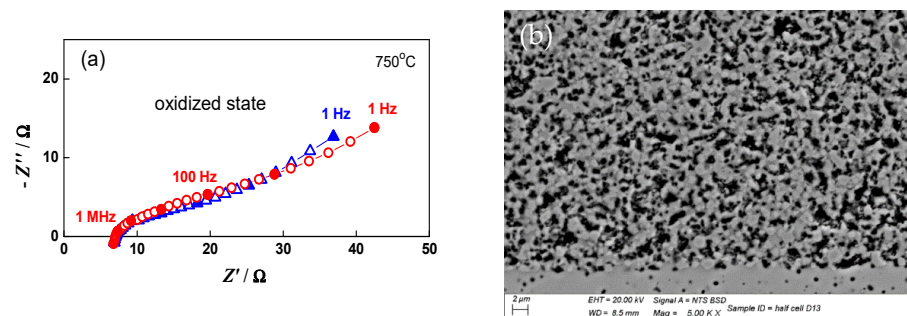 (a)
750°C
oxidized state
1 Hz
1 Hz
100 Hz
1 MHz
20
10
0
0
10
20
30
40
50
- Z'' / Ω
Z' / Ω
(b)
2 µm
EHT = 20.00 kV Signal A = NTS BSD
WD = 8.5 mm Mag = 5.00 K X Sample ID = half cell D13